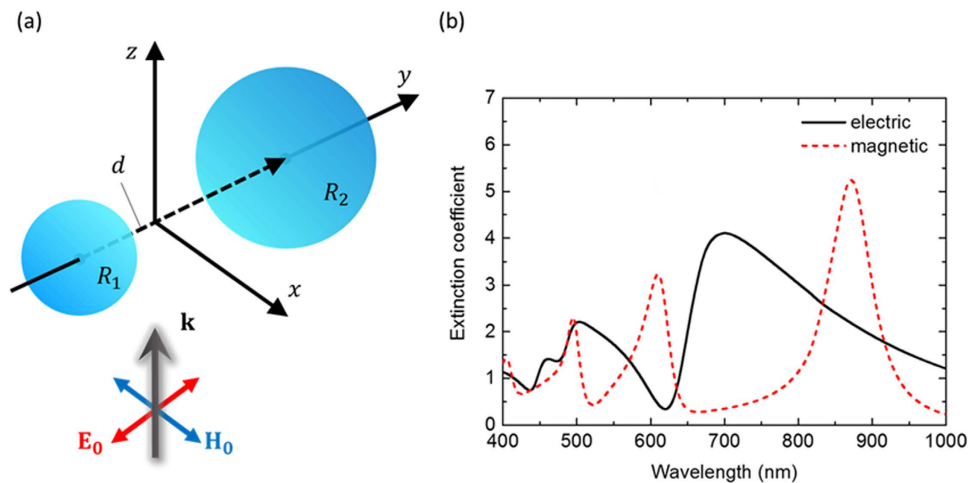 (a)
z
y
d
R₂
R₁
x
k
E₀
H₀
(b)
7
6
5
4
3
2
1
0
400 500 600 700 800 900 1000
Extinction coefficient
Wavelength (nm)
electric
magnetic